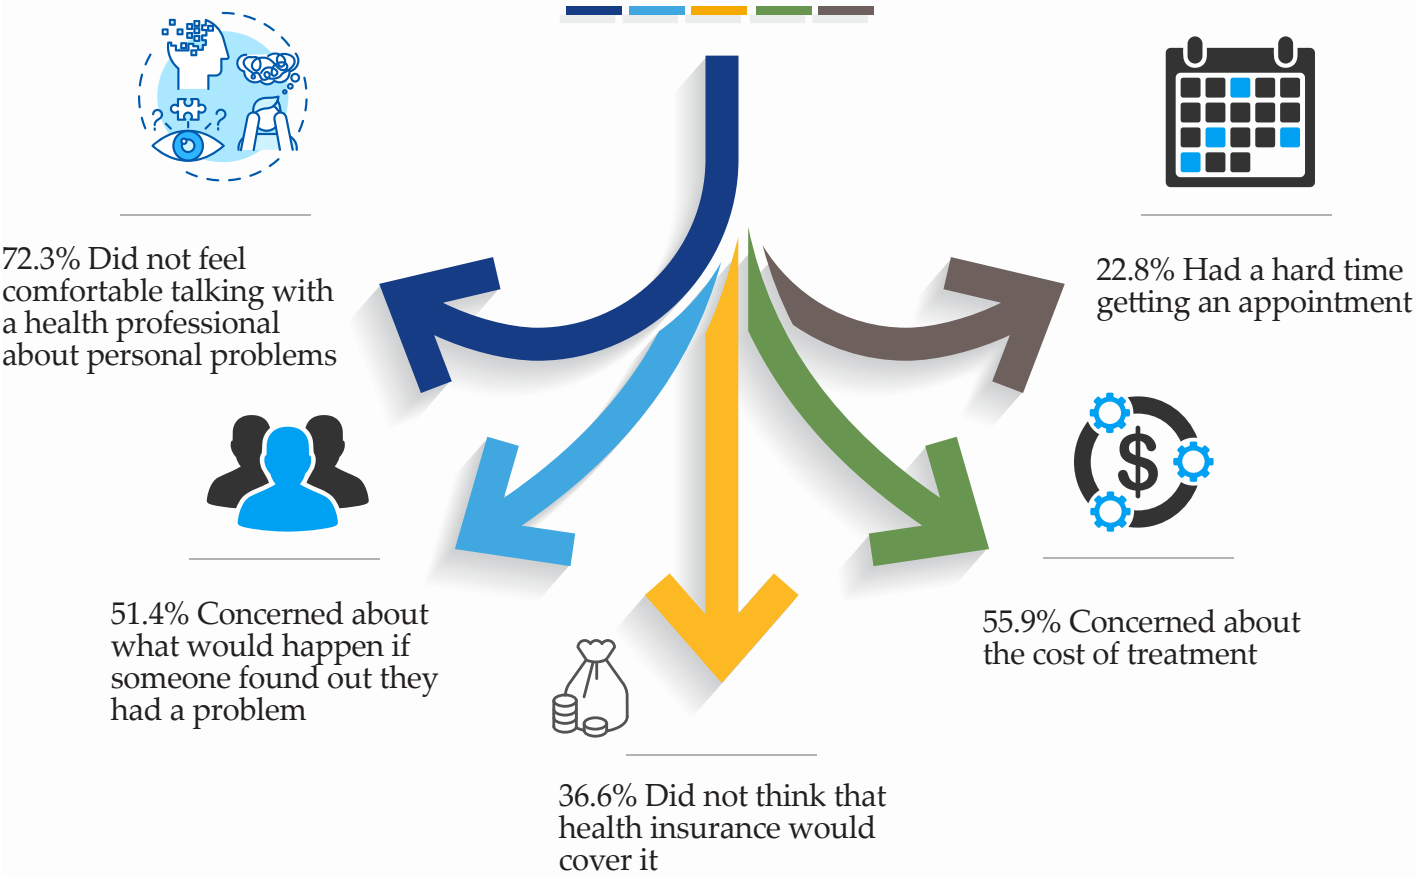 72.3% Did not feel
comfortable talking with
a health professional
about personal problems
22.8% Had a hard time
getting an appointment
51.4% Concerned about
what would happen if
someone found out they
had a problem
55.9% Concerned about
the cost of treatment
36.6% Did not think that
health insurance would
cover it
? ?
$